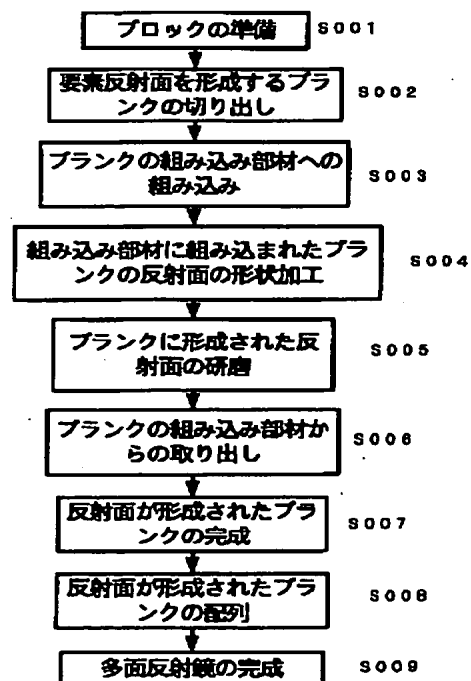 ブロックの準備 S001
要素反射面を形成するブラ
ンクの切り出し S002
ブランクの組み込み部材への
組み込み S003
組み込み部材に組み込まれたブラ
ンクの反射面の形状加工 S004
ブランクに形成された反
射面の研磨 S005
ブランクの組み込み部材か
らの取り出し S006
反射面が形成されたブラ
ンクの完成 S007
反射面が形成されたブラ
ンクの配列 S008
多面反射鏡の完成 S009